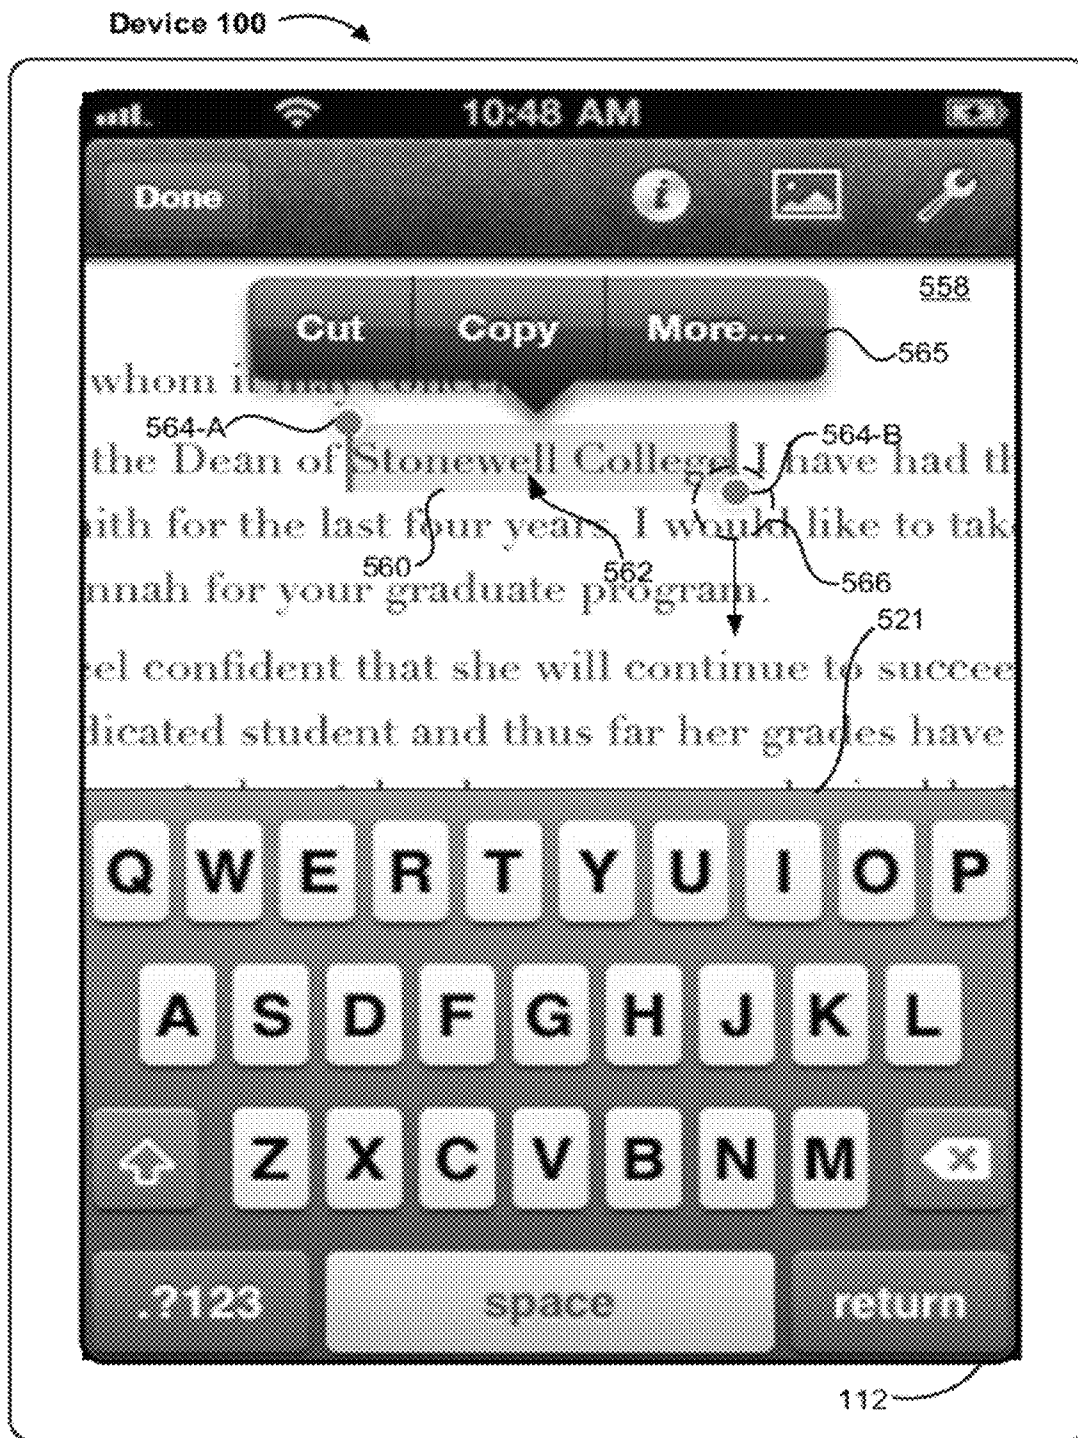 Device 100
10:48 AM
Done
558
Cut Copy More...
565
whom it may concern
564-A
564-B
the Dean of Stonewell College I have had th
ith for the last four years. I would like to tak
560
562
566
nnah for your graduate program.
521
el confident that she will continue to succee
licated student and thus far her grades have
Q W E R T Y U I O P
A S D F G H J K L
Z X C V B N M
.?123 space return
112